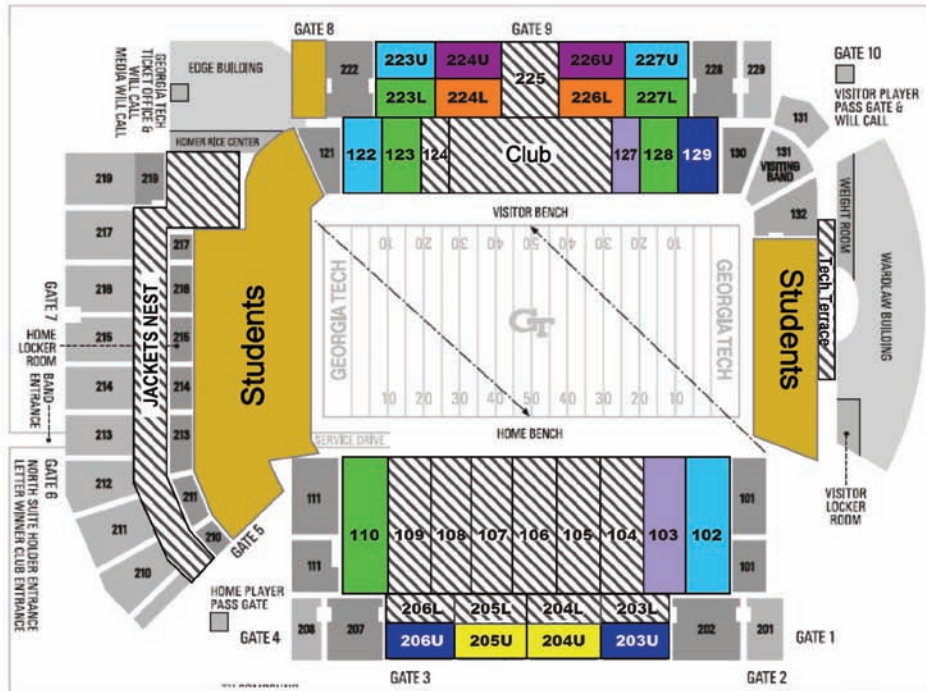 GATE 8
GATE 9
GATE 10
VISITOR PLAYER
PASS GATE &
WILL CALL
GEORGIA TECH
TICKET OFFICE &
WILL CALL
MEDIA WILL CALL
EDGE BUILDING
HOMER RICE CENTER
222
223U
224U
225
226U
227U
228
229
223L
224L
226L
227L
121
122
123
124
Club
127
128
129
130
131
131
VISITING
BAND
132
WEIGHT ROOM
WARDLAW BUILDING
Tech Terrace
219
219
217
217
216
216
215
215
214
214
213
213
212
211
211
210
210
JACKETS NEST
GATE 7
HOME
LOCKER
ROOM
BAND
ENTRANCE
GATE 6
NORTH SUITE HOLDER ENTRANCE
LETTER WINNER CLUB ENTRANCE
Students
VISITOR BENCH
10 20 30 40 50 40 30 20 10
GEORGIA TECH
GT
GEORGIA TECH
10 20 30 40 50 40 30 20 10
HOME BENCH
Students
SERVICE DRIVE
GATE 5
VISITOR
LOCKER
ROOM
111
110
109
108
107
106
105
104
103
102
101
111
101
206L
205L
204L
203L
HOME PLAYER
PASS GATE
GATE 4
208
207
206U
205U
204U
203U
202
201
GATE 1
GATE 3
GATE 2